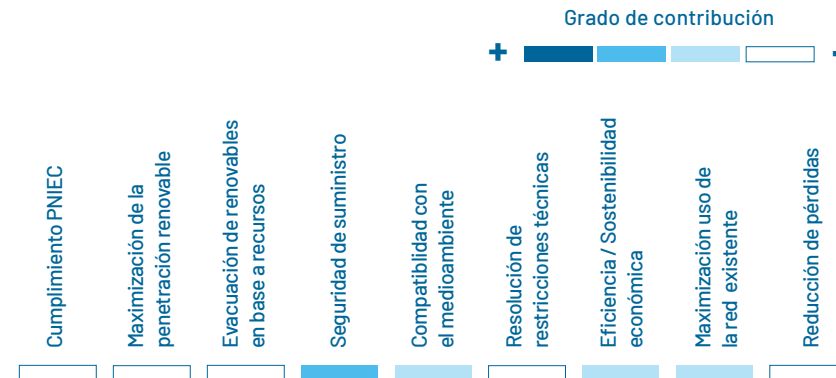 Grado de contribución
+ -
Cumplimiento PNIEC
Maximización de la
penetración renovable
Evacuación de renovables
en base a recursos
Seguridad de suministro
Compatiblidad con
el medioambiente
Resolución de
restricciones técnicas
Eficiencia / Sostenibilidad
económica
Maximización uso de
la red existente
Reducción de pérdidas